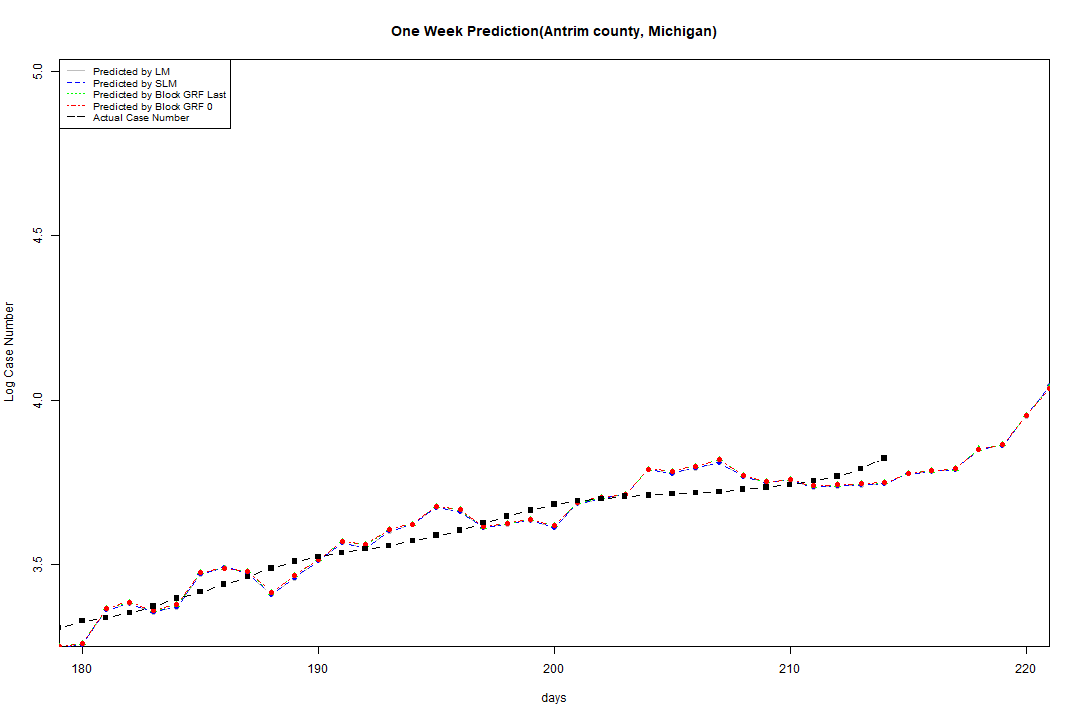 One Week Prediction(Antrim county, Michigan)
Predicted by LM
Predicted by SLM
Predicted by Block GRF Last
Predicted by Block GRF 0
Actual Case Number
5.0
4.5
4.0
3.5
Log Case Number
180
190
200
210
220
days